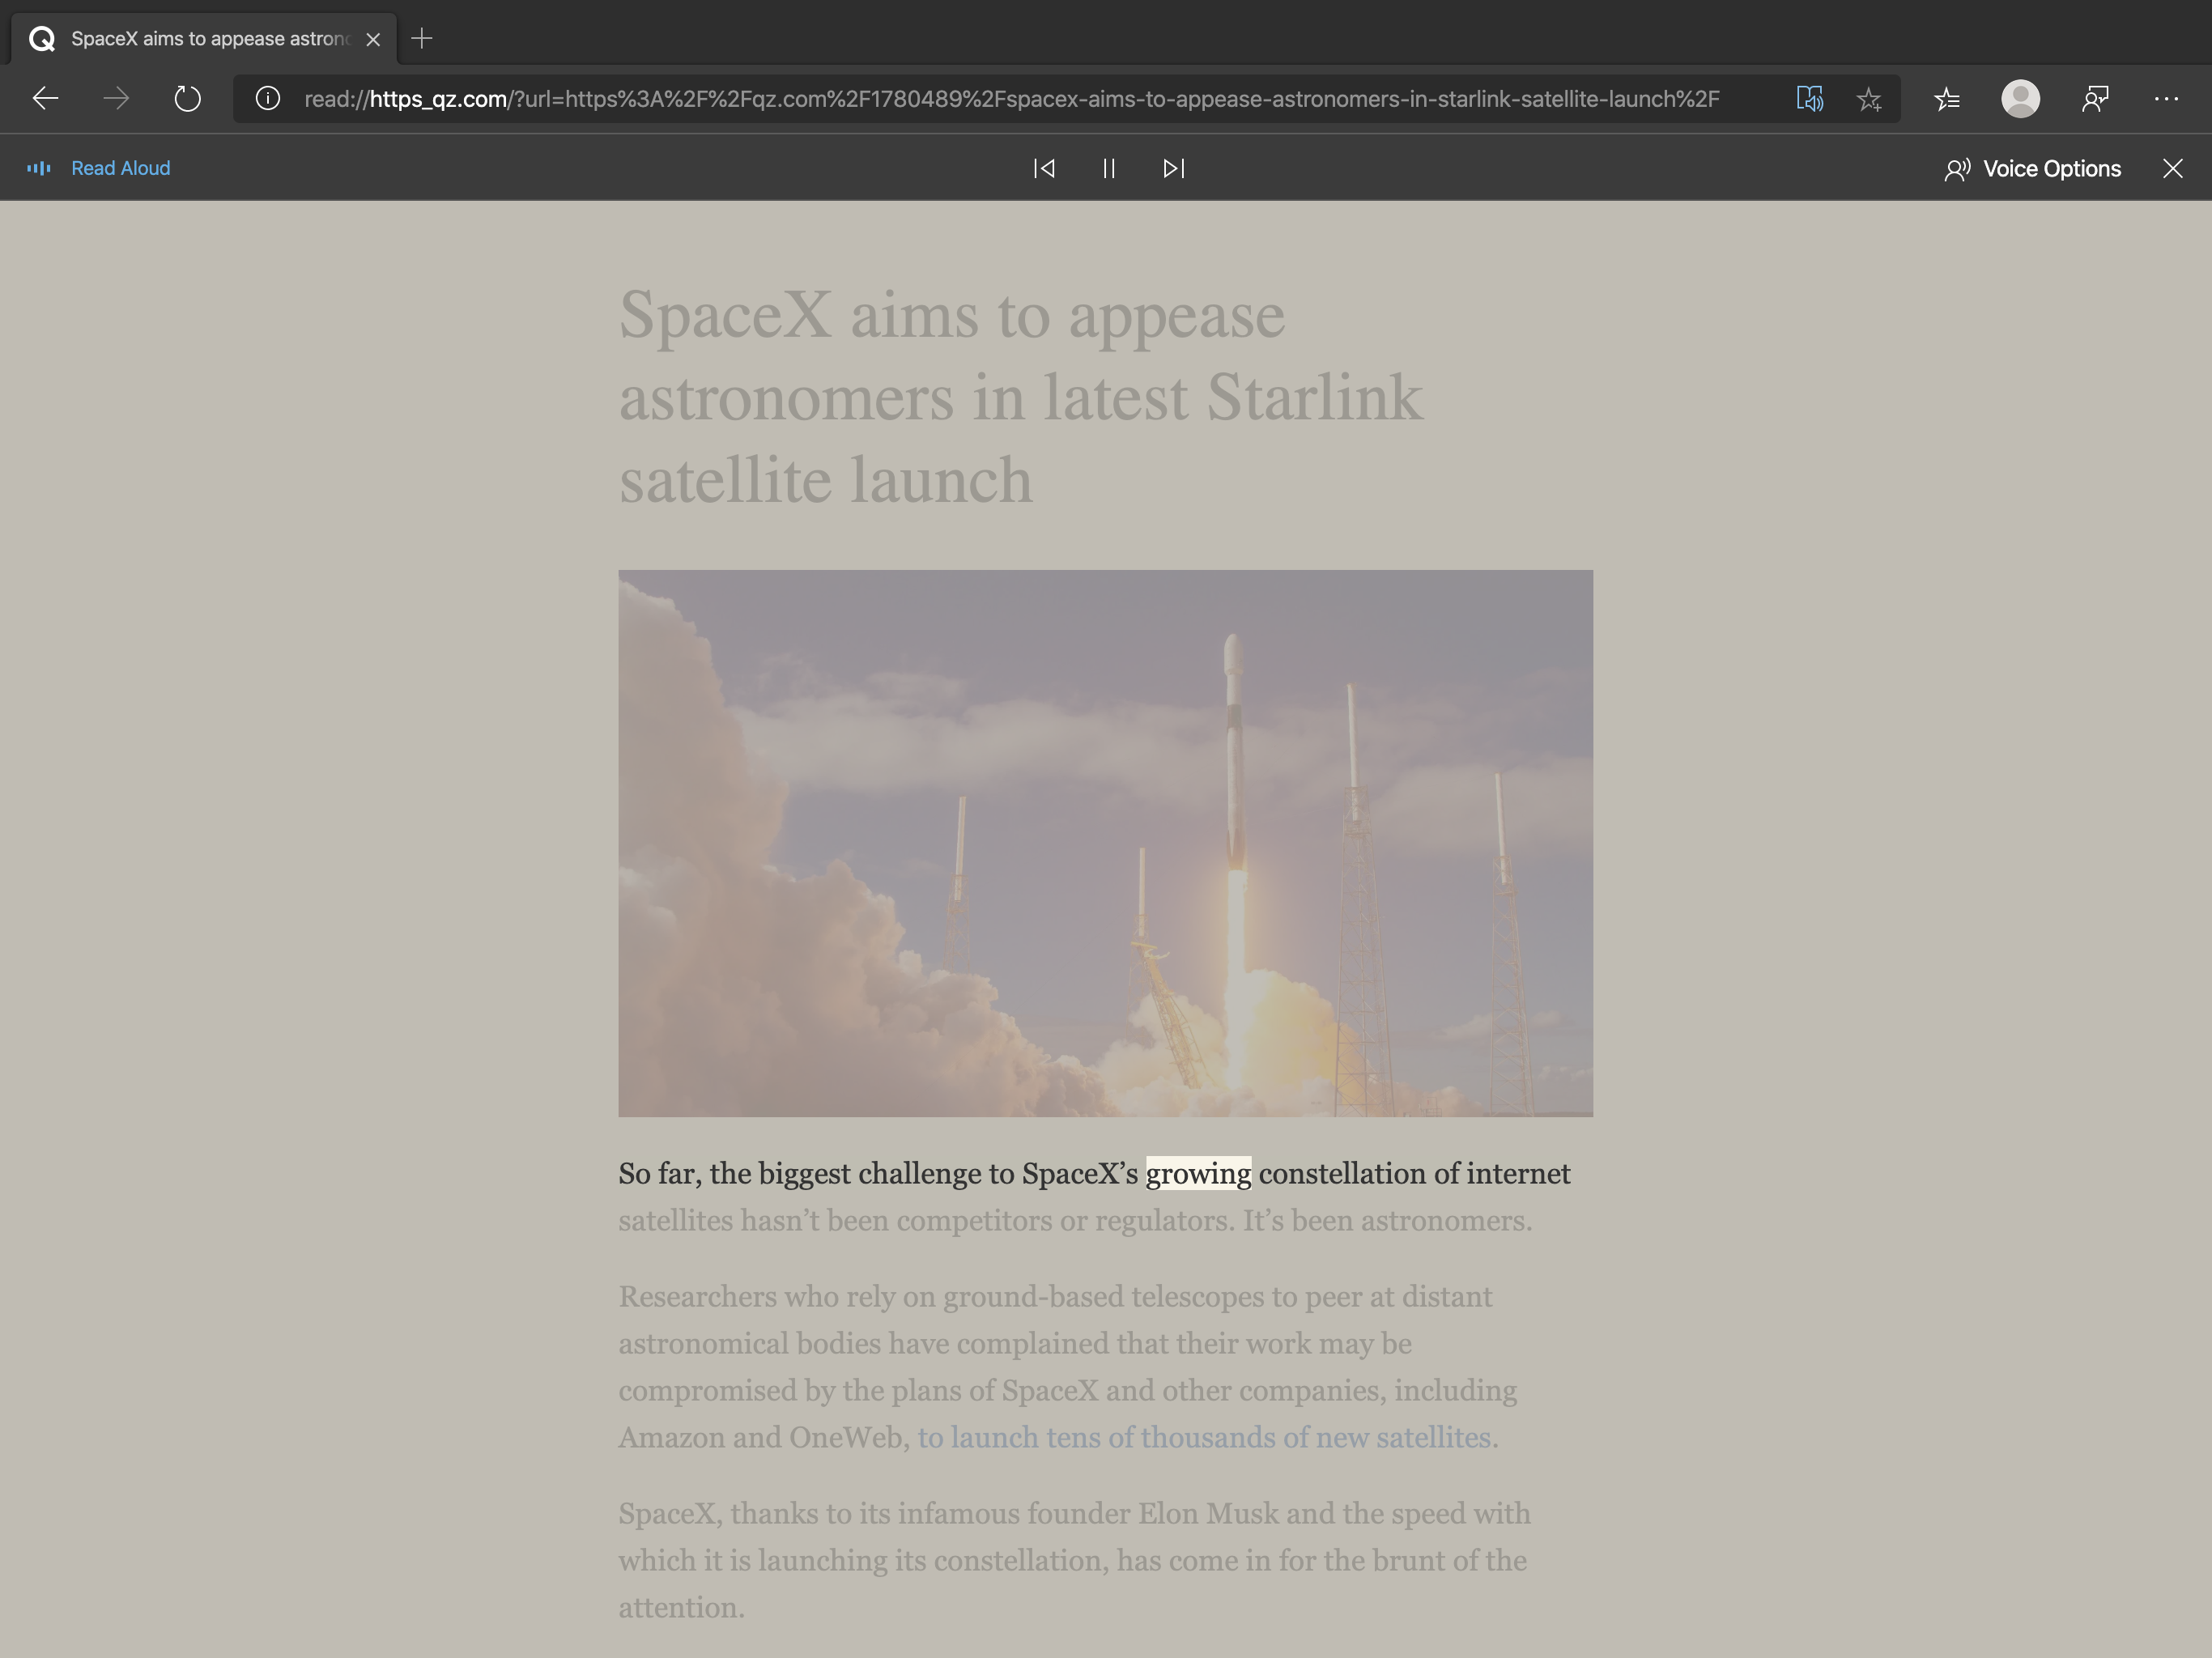 SpaceX aims to appease astron
read://https_qz.com/?url=https%3A%2F%2Fqz.com%2F1780489%2Fspacex-aims-to-appease-astronomers-in-starlink-satellite-launch%2F
Read Aloud
Voice Options
SpaceX aims to appease
astronomers in latest Starlink
satellite launch
So far, the biggest challenge to SpaceX’s growing constellation of internet
satellites hasn’t been competitors or regulators. It’s been astronomers.
Researchers who rely on ground-based telescopes to peer at distant
astronomical bodies have complained that their work may be
compromised by the plans of SpaceX and other companies, including
Amazon and OneWeb, to launch tens of thousands of new satellites.
SpaceX, thanks to its infamous founder Elon Musk and the speed with
which it is launching its constellation, has come in for the brunt of the
attention.